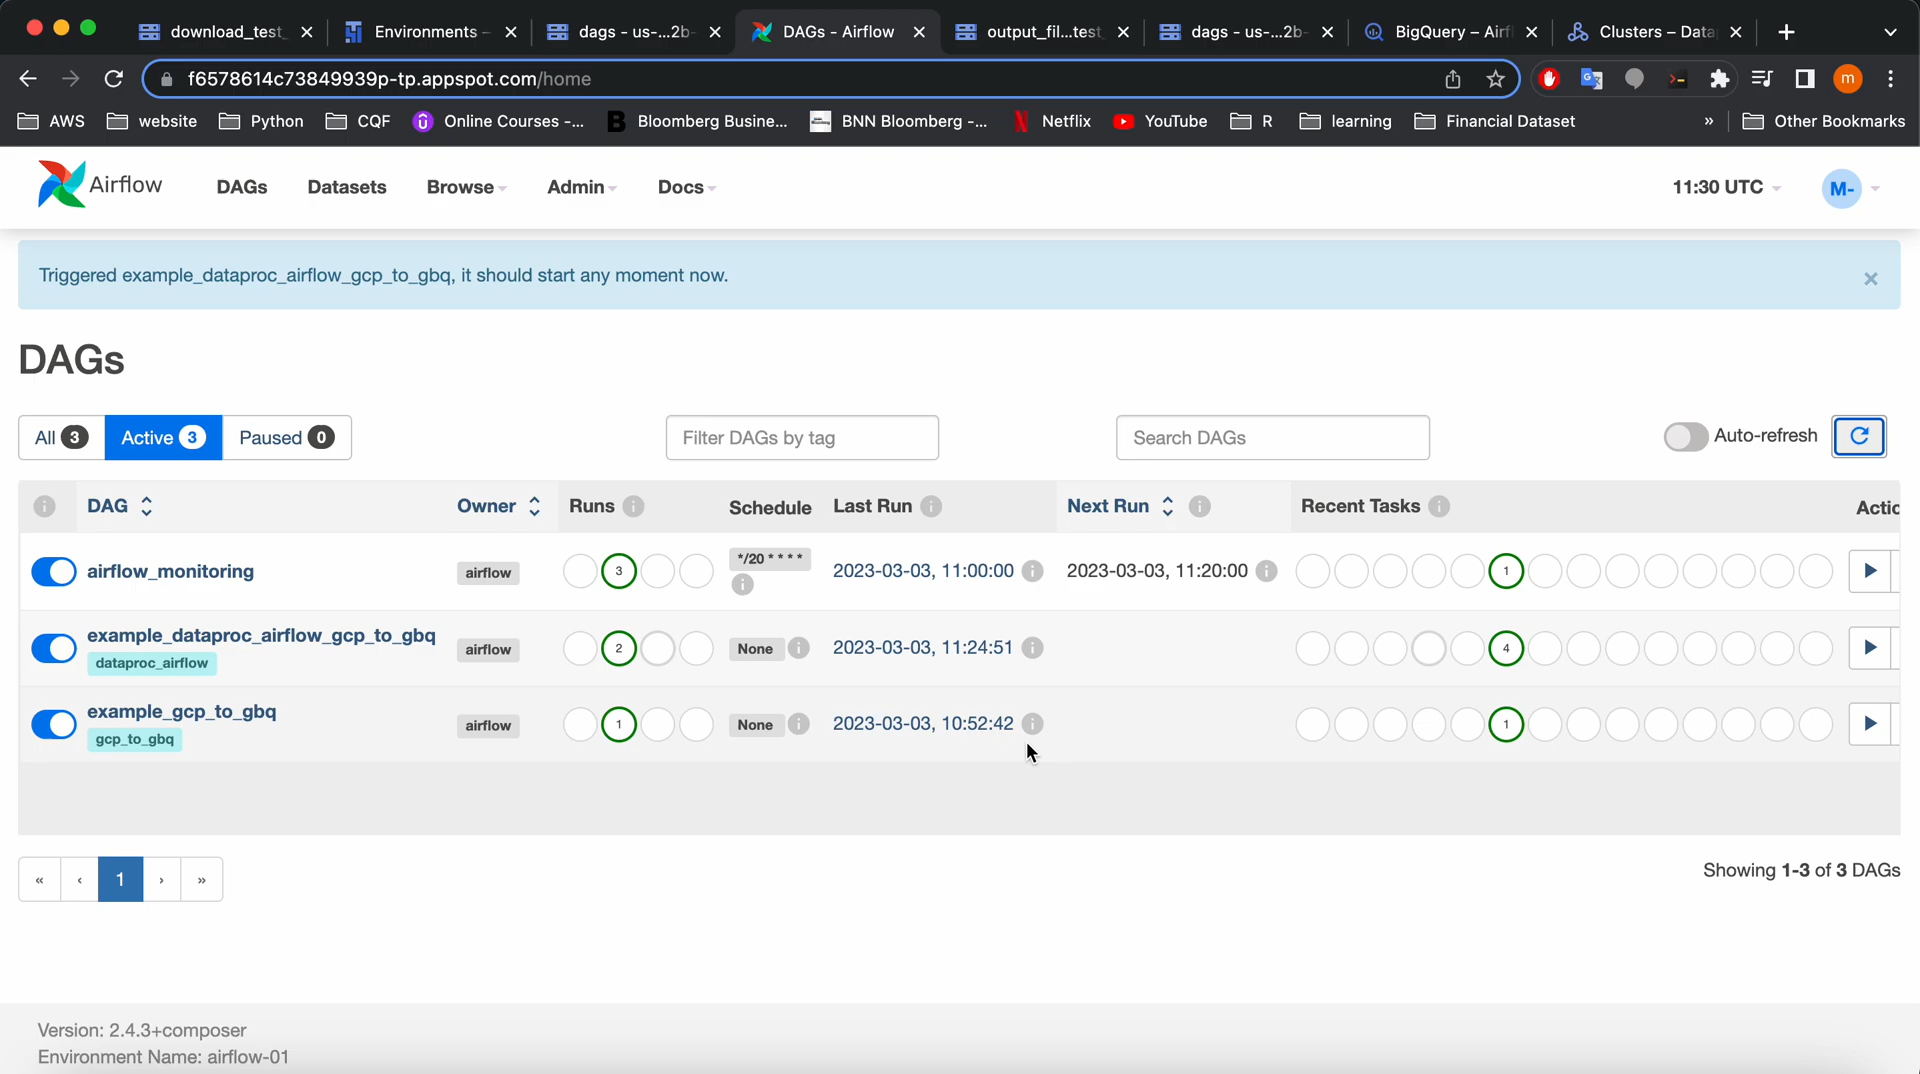 download_test_
Environments -
dags - us-...2b-
DAGs - Airflow
output_fil...test_
dags - us-...2b-
BigQuery – Airf
Clusters – Data
f6578614c73849939p-tp.appspot.com/home
m
AWS
website
Python
CQF
Online Courses -...
Bloomberg Busine...
BNN Bloomberg -...
Netflix
YouTube
R
learning
Financial Dataset
»
Other Bookmarks
Airflow
DAGs
Datasets
Browse
Admin
Docs
11:30 UTC
M-
Triggered example_dataproc_airflow_gcp_to_gbq, it should start any moment now.
×
DAGs
All 3
Active 3
Paused 0
Filter DAGs by tag
Search DAGs
Auto-refresh
DAG
Owner
Runs
Schedule
Last Run
Next Run
Recent Tasks
Actio
airflow_monitoring
airflow
3
*/20 * * * *
2023-03-03, 11:00:00
2023-03-03, 11:20:00
1
example_dataproc_airflow_gcp_to_gbq
dataproc_airflow
airflow
2
None
2023-03-03, 11:24:51
4
example_gcp_to_gbq
gcp_to_gbq
airflow
1
None
2023-03-03, 10:52:42
1
« ‹ 1 › »
Showing 1-3 of 3 DAGs
Version: 2.4.3+composer
Environment Name: airflow-01